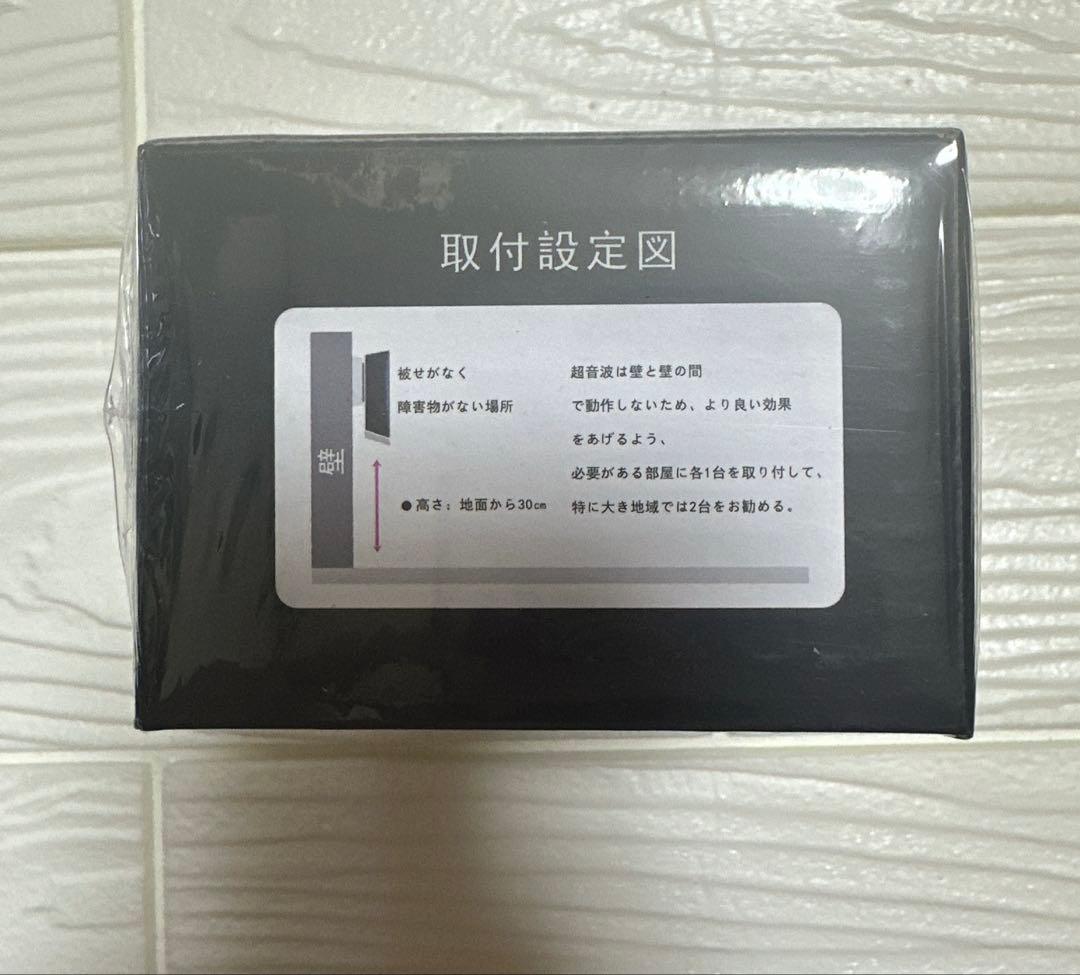 取付設定図
壁
被せがなく
障害物がない場所
●高さ：地面から30cm
超音波は壁と壁の間
で動作しないため、より良い効果
をあげるよう、
必要がある部屋に各1台を取り付して、
特に大き地域では2台をお勧める。